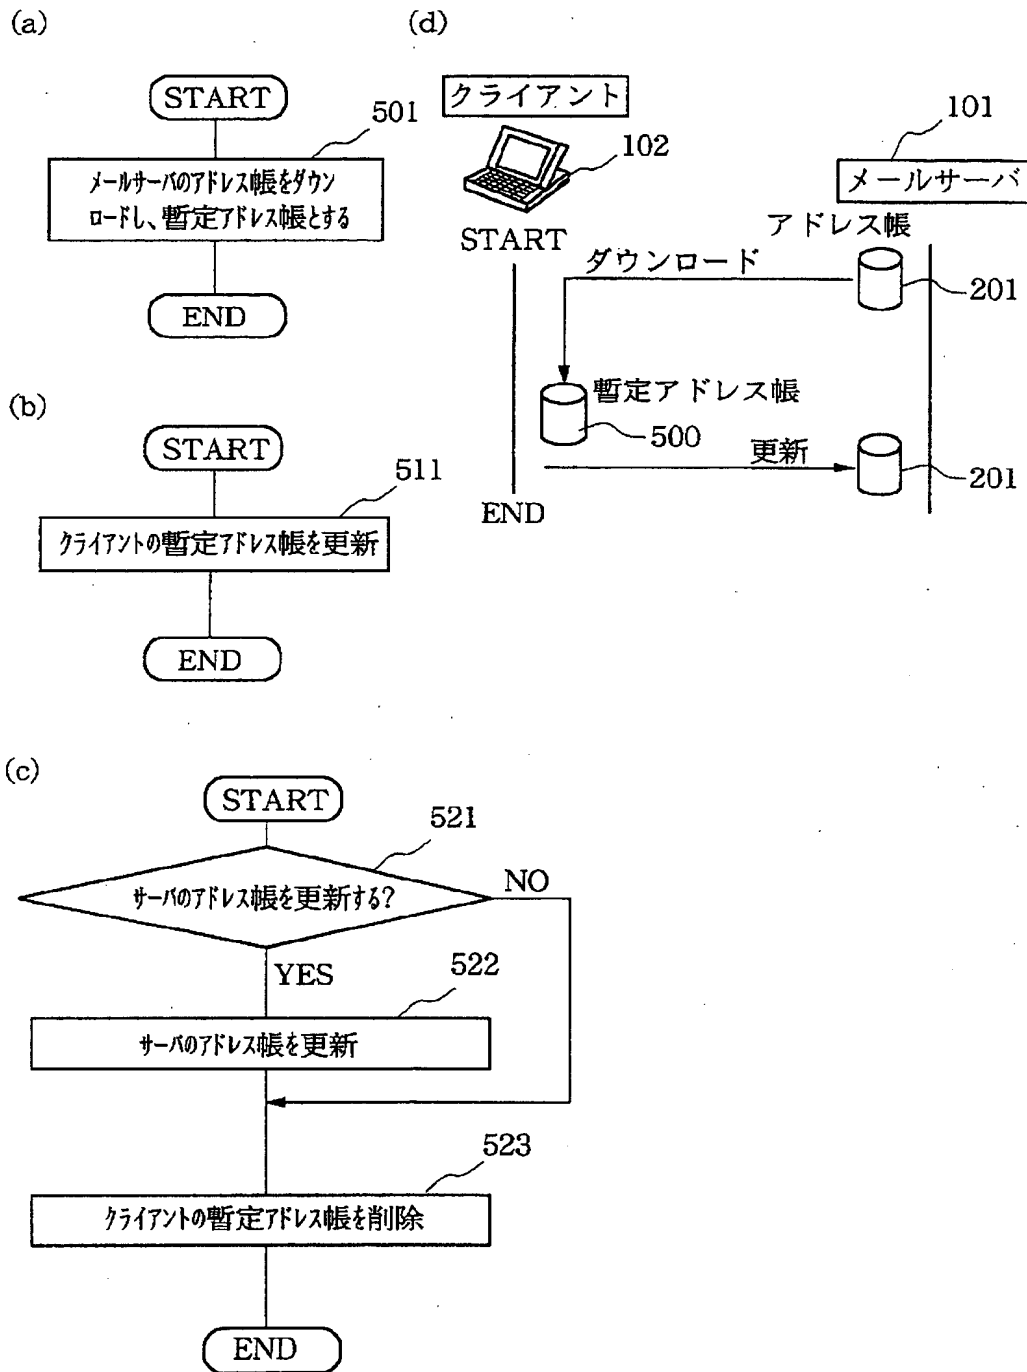 (a)
START
501
メールサーバのアドレス帳をダウン
ロードし、暫定アドレス帳とする
END
(b)
START
511
クライアントの暫定アドレス帳を更新
END
(c)
START
521
サーバのアドレス帳を更新する?
NO
YES
522
サーバのアドレス帳を更新
523
クライアントの暫定アドレス帳を削除
END
(d)
クライアント
102
101
メールサーバ
START
アドレス帳
ダウンロード
201
暫定アドレス帳
500
更新
201
END